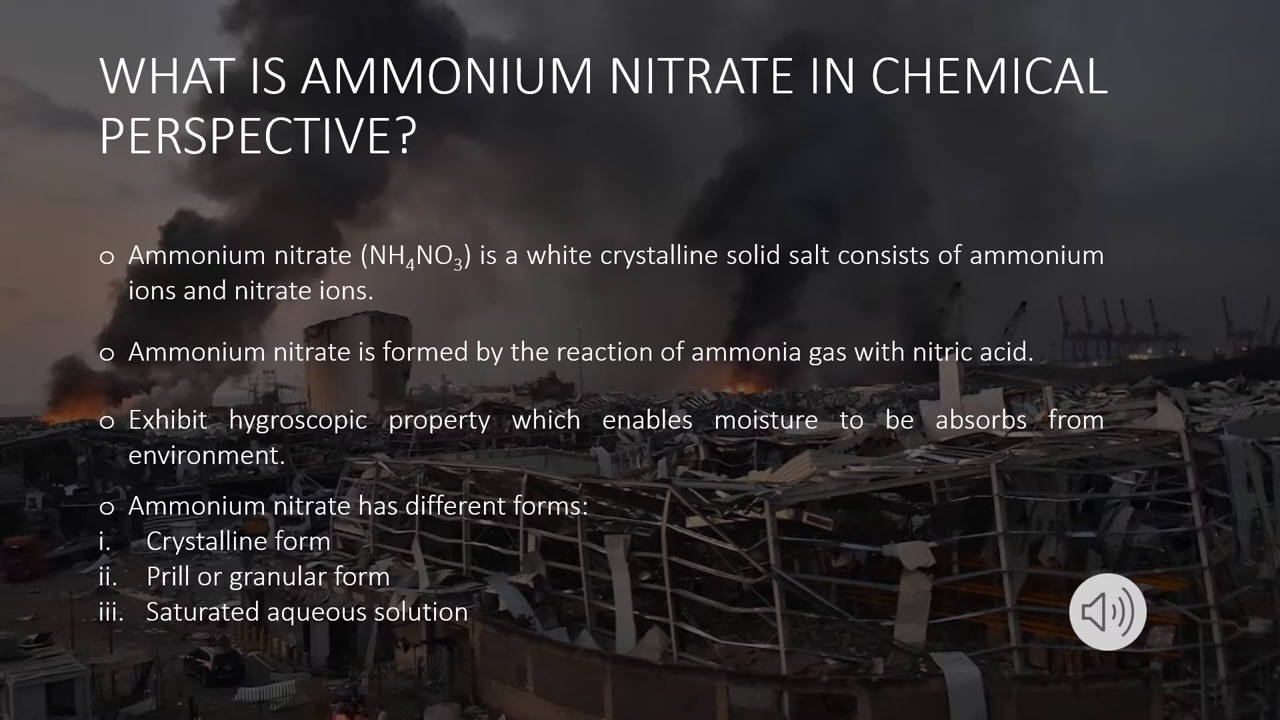 WHAT IS AMMONIUM NITRATE IN CHEMICAL
PERSPECTIVE?
o Ammonium nitrate (NH₄NO₃) is a white crystalline solid salt consists of ammonium
ions and nitrate ions.
o Ammonium nitrate is formed by the reaction of ammonia gas with nitric acid.
o Exhibit hygroscopic property which enables moisture to be absorbs from
environment.
o Ammonium nitrate has different forms:
i. Crystalline form
ii. Prill or granular form
iii. Saturated aqueous solution